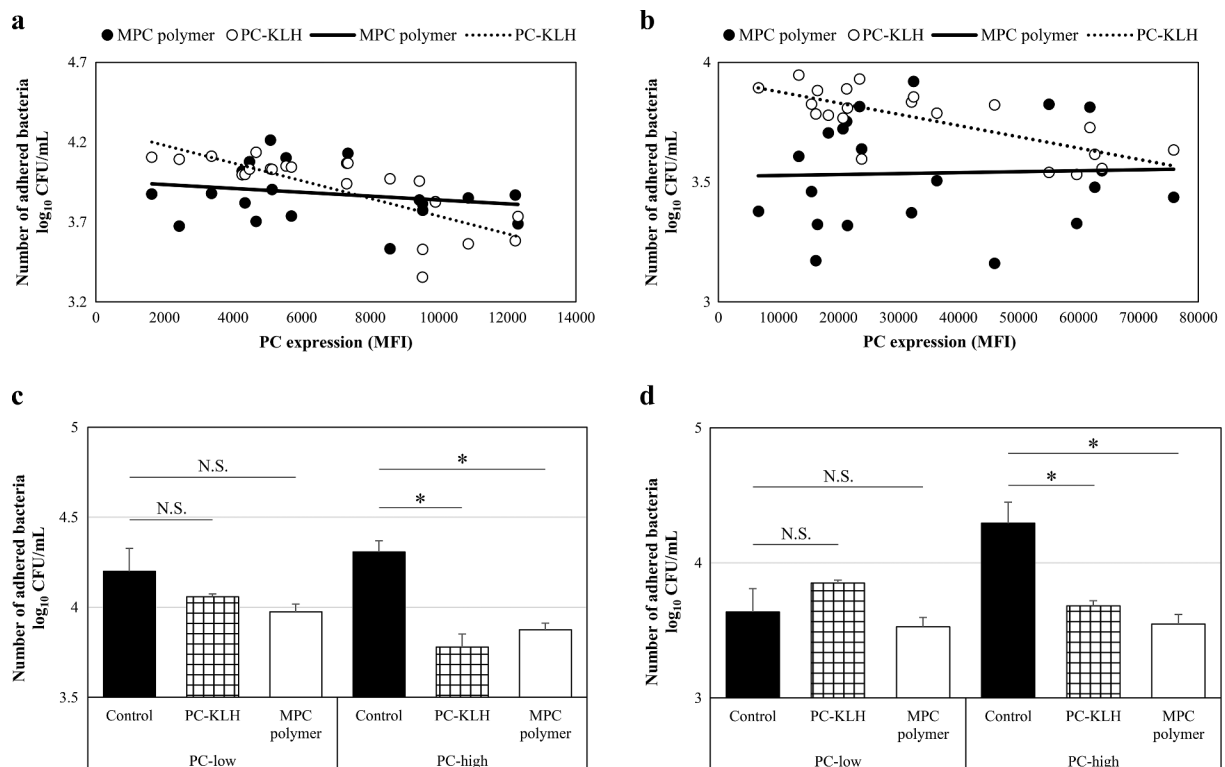 a
MPC polymer PC-KLH MPC polymer PC-KLH
4.7
4.2
3.7
3.2
Number of adhered bacteria
log10 CFU/mL
0 2000 4000 6000 8000 10000 12000 14000
PC expression (MFI)
b
MPC polymer PC-KLH MPC polymer PC-KLH
4
3.5
3
Number of adhered bacteria
log10 CFU/mL
0 10000 20000 30000 40000 50000 60000 70000 80000
PC expression (MFI)
c
5
4.5
4
3.5
Number of adhered bacteria
log10 CFU/mL
N.S.
N.S.
*
*
Control PC-KLH MPC polymer Control PC-KLH MPC polymer
PC-low PC-high
d
5
4
3
Number of adhered bacteria
log10 CFU/mL
N.S.
N.S.
*
*
Control PC-KLH MPC polymer Control PC-KLH MPC polymer
PC-low PC-high